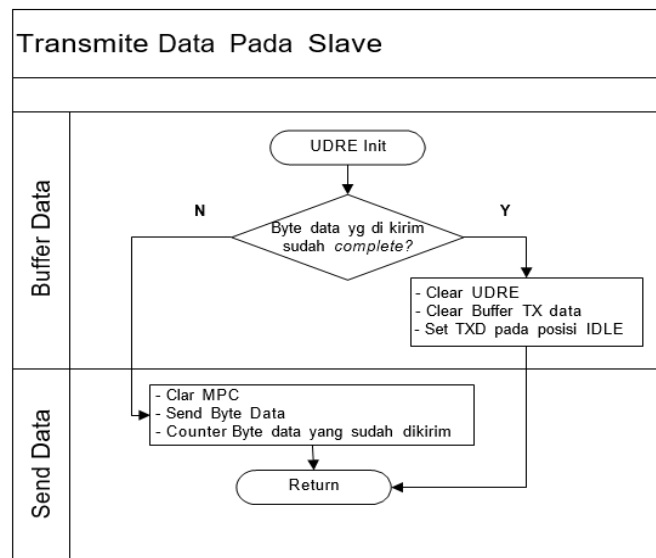 Transmite Data Pada Slave
Buffer Data
UDRE Init
N
Y
Byte data yg di kirim
sudah complete?
- Clear UDRE
- Clear Buffer TX data
- Set TXD pada posisi IDLE
Send Data
- Clar MPC
- Send Byte Data
- Counter Byte data yang sudah dikirim
Return